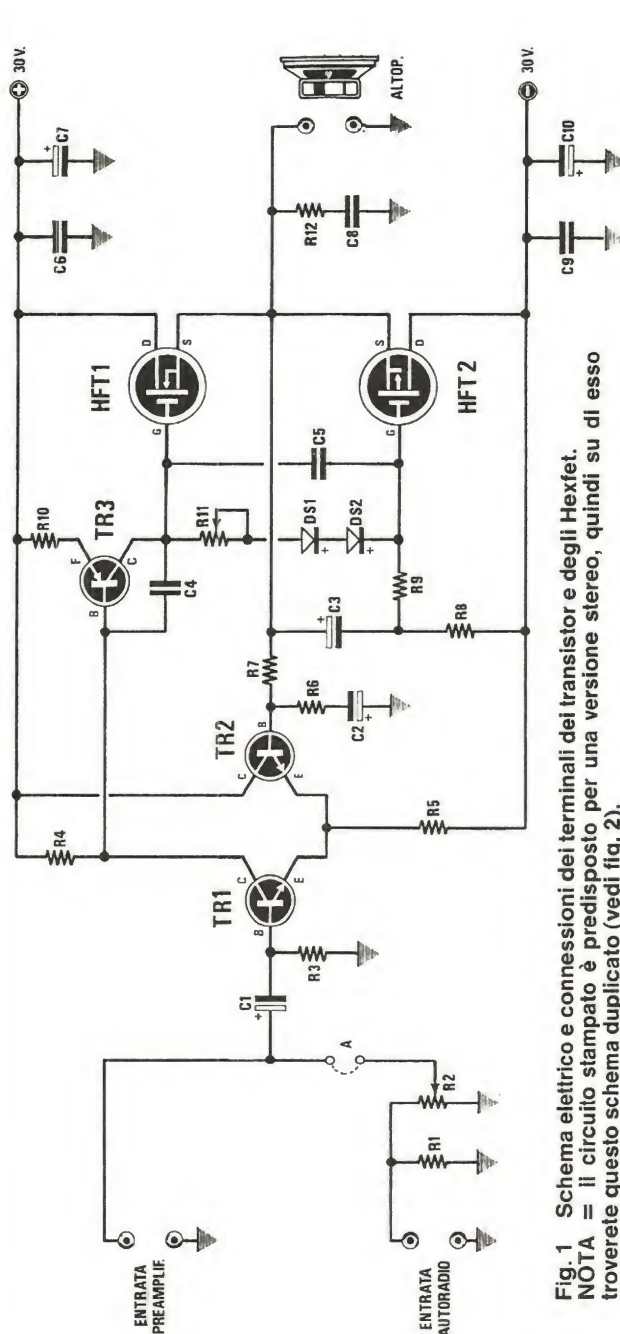 ENTRATA
PREAMPLIF.
ENTRATA
AUTORADIO
A
R1
R2
C1
+
R3
B
C
E
TR1
R4
C
E
B
TR2
R5
R6
C2
+
R7
C3
+
R8
R9
C4
R10
TR3
B
E
C
R11
DS1
+
DS2
+
C5
HFT1
G
D
S
HFT2
G
S
D
R12
C8
C6
C7
+
C9
C10
+
30 V.
30 V.
ALTOP.
Fig. 1 Schema elettrico e connessioni dei terminali dei transistor e degli Hexfet.
NOTA = Il circuito stampato è predisposto per una versione stereo, quindi su di esso
troverete questo schema duplicato (vedi fig. 2).